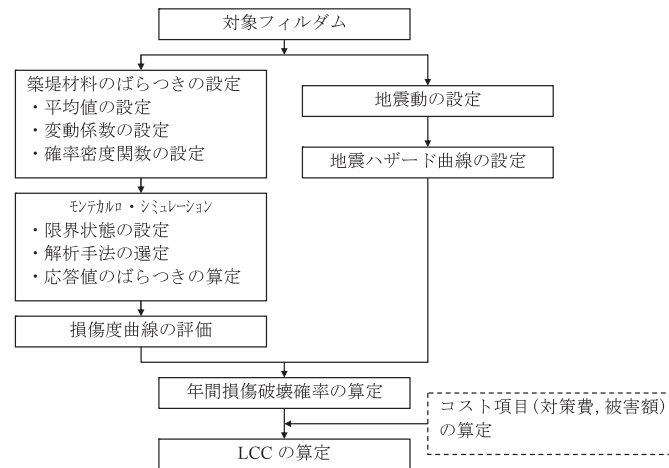 対象フィルダム
築堤材料のばらつきの設定
・平均値の設定
・変動係数の設定
・確率密度関数の設定
地震動の設定
地震ハザード曲線の設定
ﾓﾝﾃｶﾙﾛ・ｼﾐｭﾚｰｼｮﾝ
・限界状態の設定
・解析手法の選定
・応答値のばらつきの算定
損傷度曲線の評価
年間損傷破壊確率の算定
コスト項目(対策費,被害額)
の算定
LCC の算定